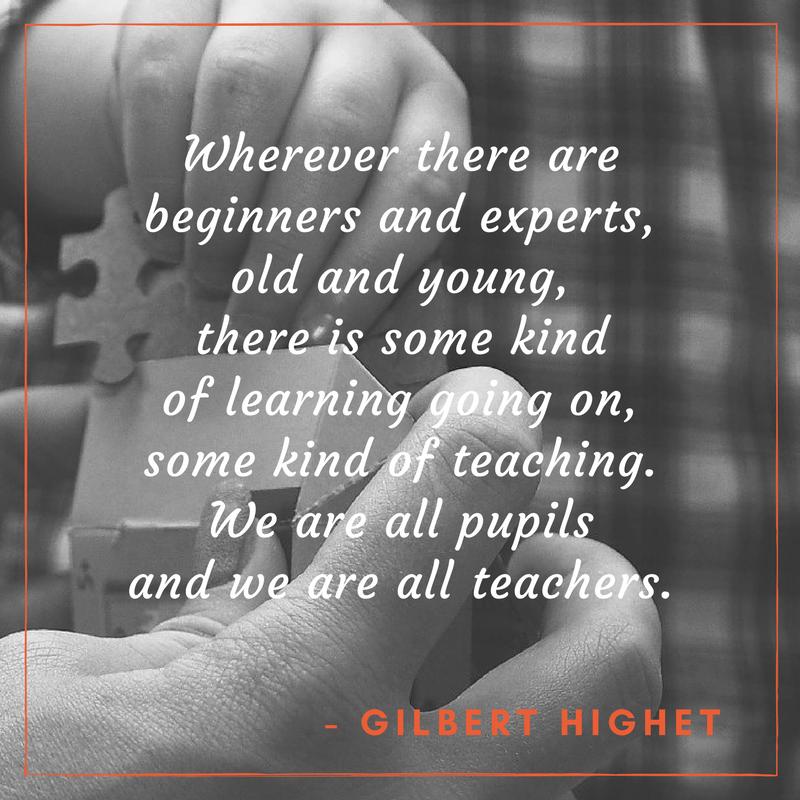 Wherever there are
beginners and experts,
old and young,
there is some kind
of learning going on,
some kind of teaching.
We are all pupils
and we are all teachers.
- GILBERT HIGHET